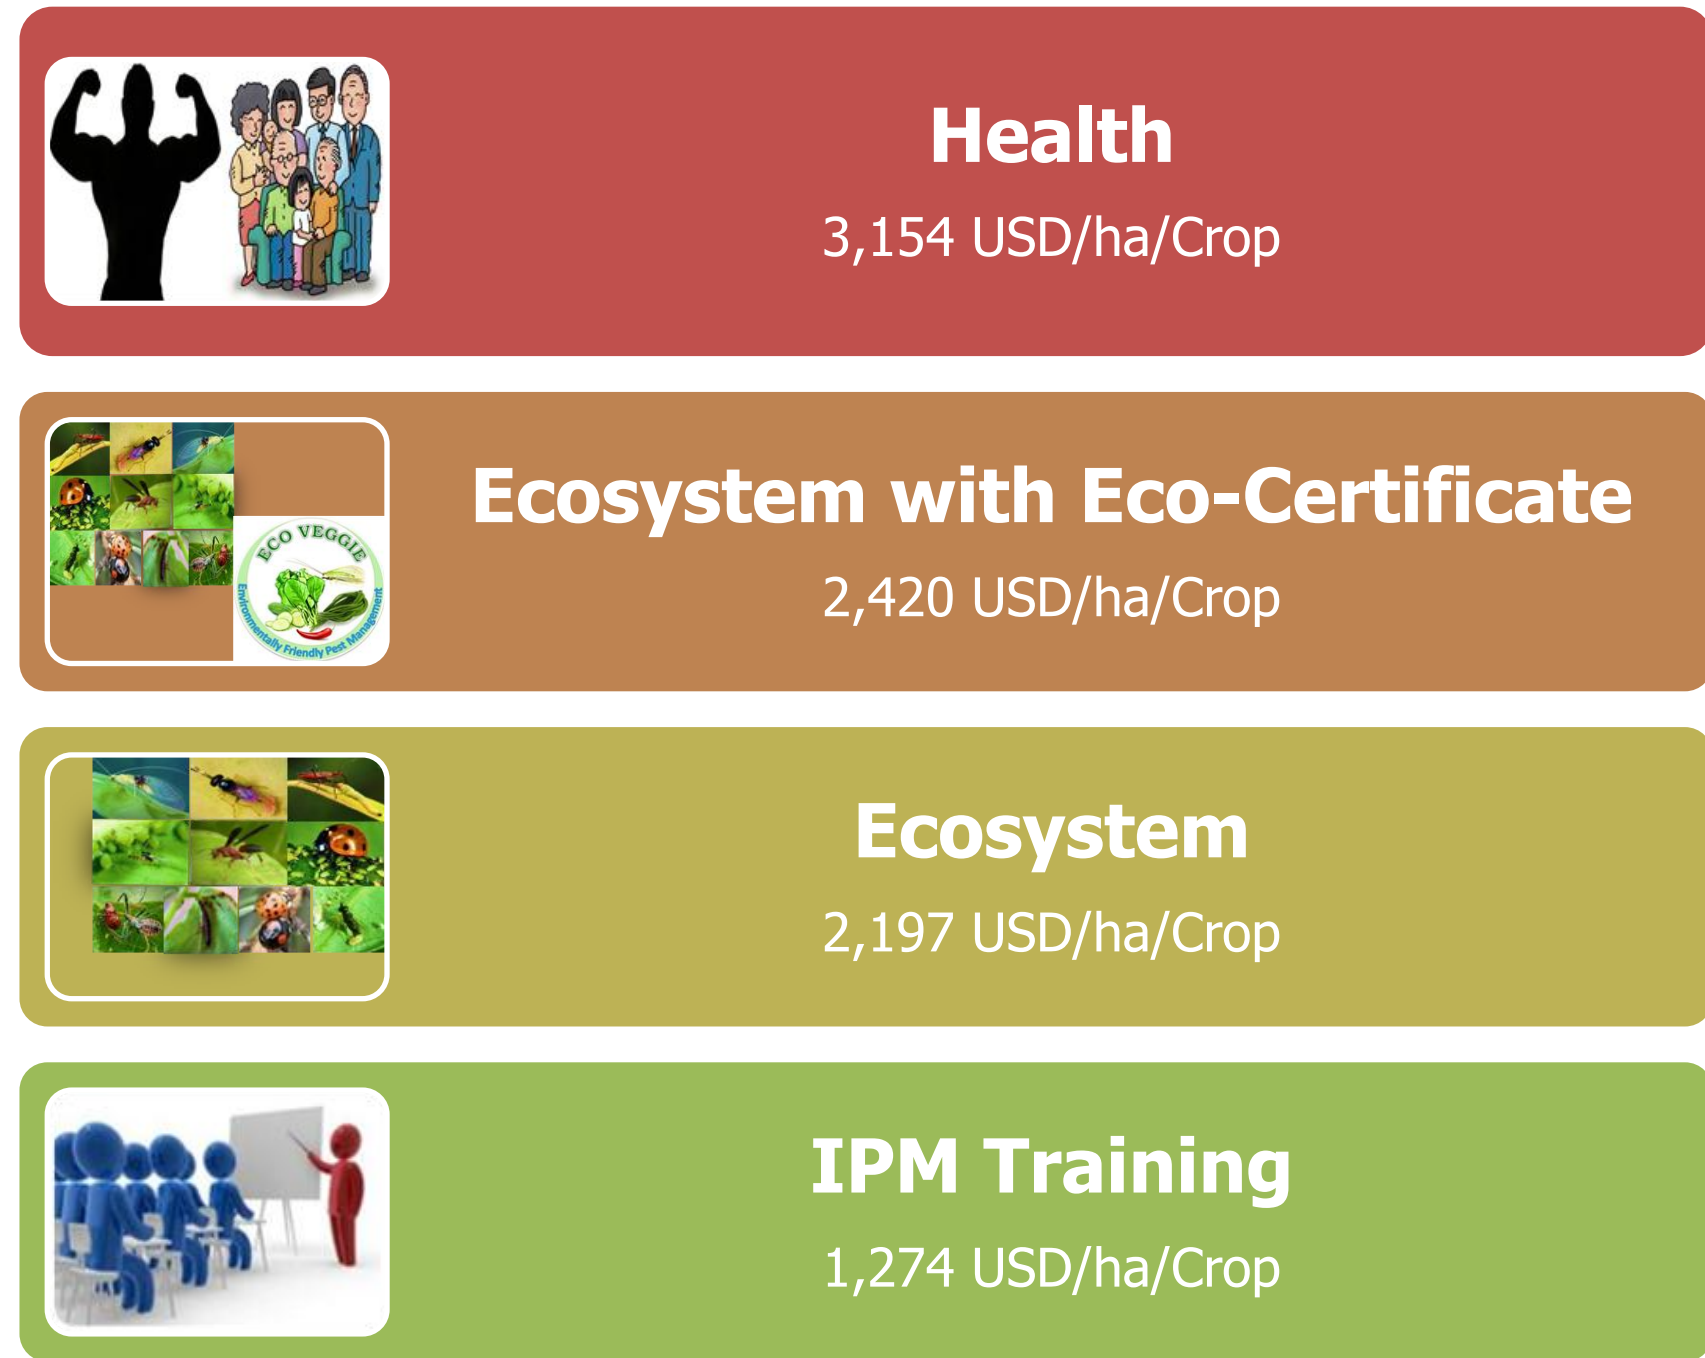 Health
3,154 USD/ha/Crop
Ecosystem with Eco-Certificate
2,420 USD/ha/Crop
ECO VEGGIE
Environmentally Friendly Pest Management
Ecosystem
2,197 USD/ha/Crop
IPM Training
1,274 USD/ha/Crop